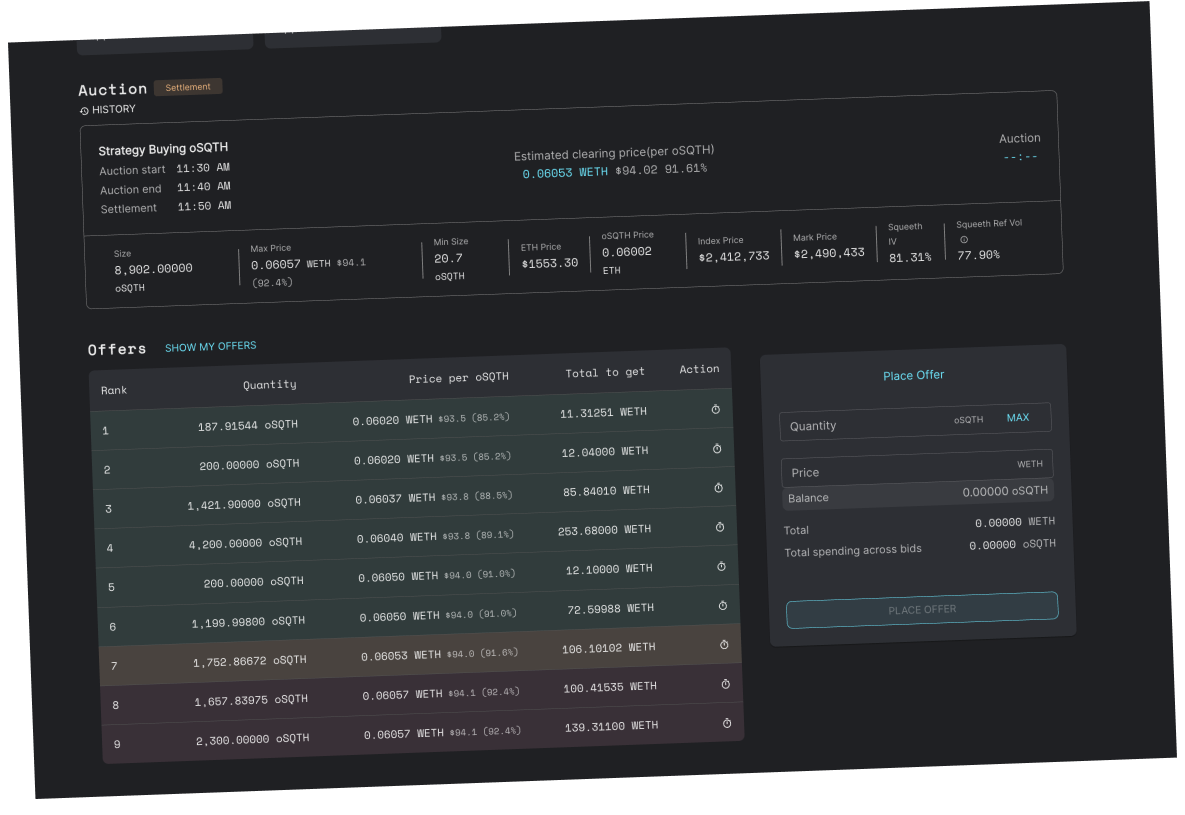 Auction Settlement
HISTORY
Strategy Buying oSQTH
Auction start 11:30 AM
Auction end 11:40 AM
Settlement 11:50 AM
Estimated clearing price(per oSQTH)
0.06053 WETH $94.02 91.61%
Auction
--:--
Size
8,902.00000
oSQTH
Max Price
0.06057 WETH $94.1
(92.4%)
Min Size
20.7
oSQTH
ETH Price
$1553.30
oSQTH Price
0.06002
ETH
Index Price
$2,412,733
Mark Price
$2,490,433
Squeeth
IV
81.31%
Squeeth Ref Vol
77.90%
Offers SHOW MY OFFERS
Rank Quantity Price per oSQTH Total to get Action
1 187.91544 oSQTH 0.06020 WETH $93.5 (85.2%) 11.31251 WETH
2 200.00000 oSQTH 0.06020 WETH $93.5 (85.2%) 12.04000 WETH
3 1,421.90000 oSQTH 0.06037 WETH $93.8 (88.5%) 85.84010 WETH
4 4,200.00000 oSQTH 0.06040 WETH $93.8 (89.1%) 253.68000 WETH
5 200.00000 oSQTH 0.06050 WETH $94.0 (91.0%) 12.10000 WETH
6 1,199.99800 oSQTH 0.06050 WETH $94.0 (91.0%) 72.59988 WETH
7 1,752.86672 oSQTH 0.06053 WETH $94.0 (91.6%) 106.10102 WETH
8 1,657.83975 oSQTH 0.06057 WETH $94.1 (92.4%) 100.41535 WETH
9 2,300.00000 oSQTH 0.06057 WETH $94.1 (92.4%) 139.31100 WETH
Place Offer
Quantity oSQTH MAX
Price WETH
Balance 0.00000 oSQTH
Total 0.00000 WETH
Total spending across bids 0.00000 oSQTH
PLACE OFFER